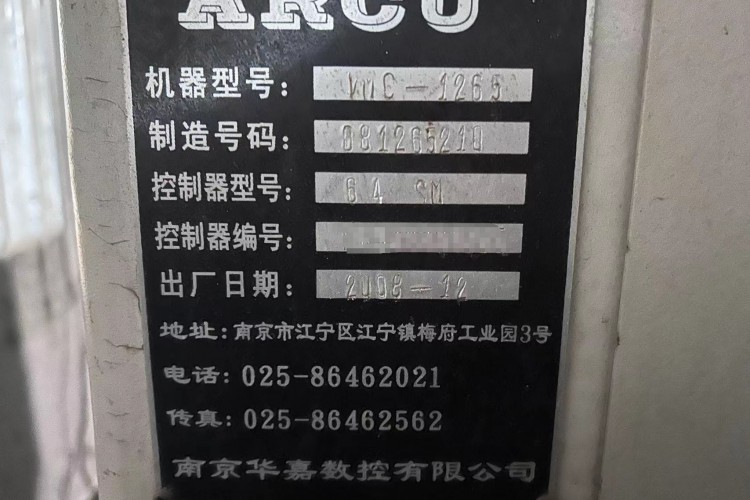 ARCO
机器型号: VMC-1265
制造号码: 081265210
控制器型号: 64 SM
控制器编号:
出厂日期: 2008-12
地址: 南京市江宁区江宁镇梅府工业园3号
电话: 025-86462021
传真: 025-86462562
南京华嘉数控有限公司